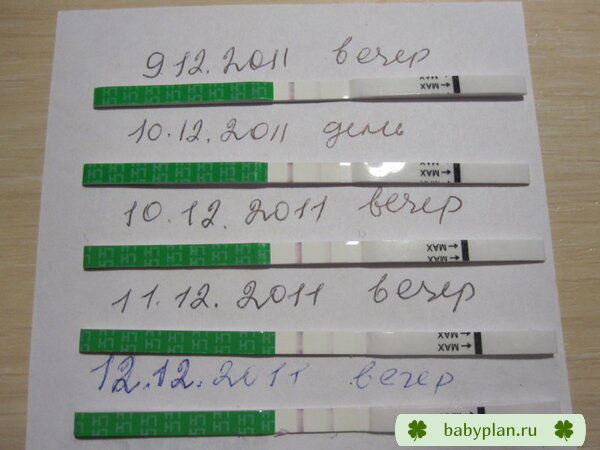 9.12.2011 вечер
← MAX
10.12.2011 день
← MAX
10.12.2011 вечер
← MAX
11.12.2011 вечер
← MAX
12.12.2011 вечер
babyplan.ru